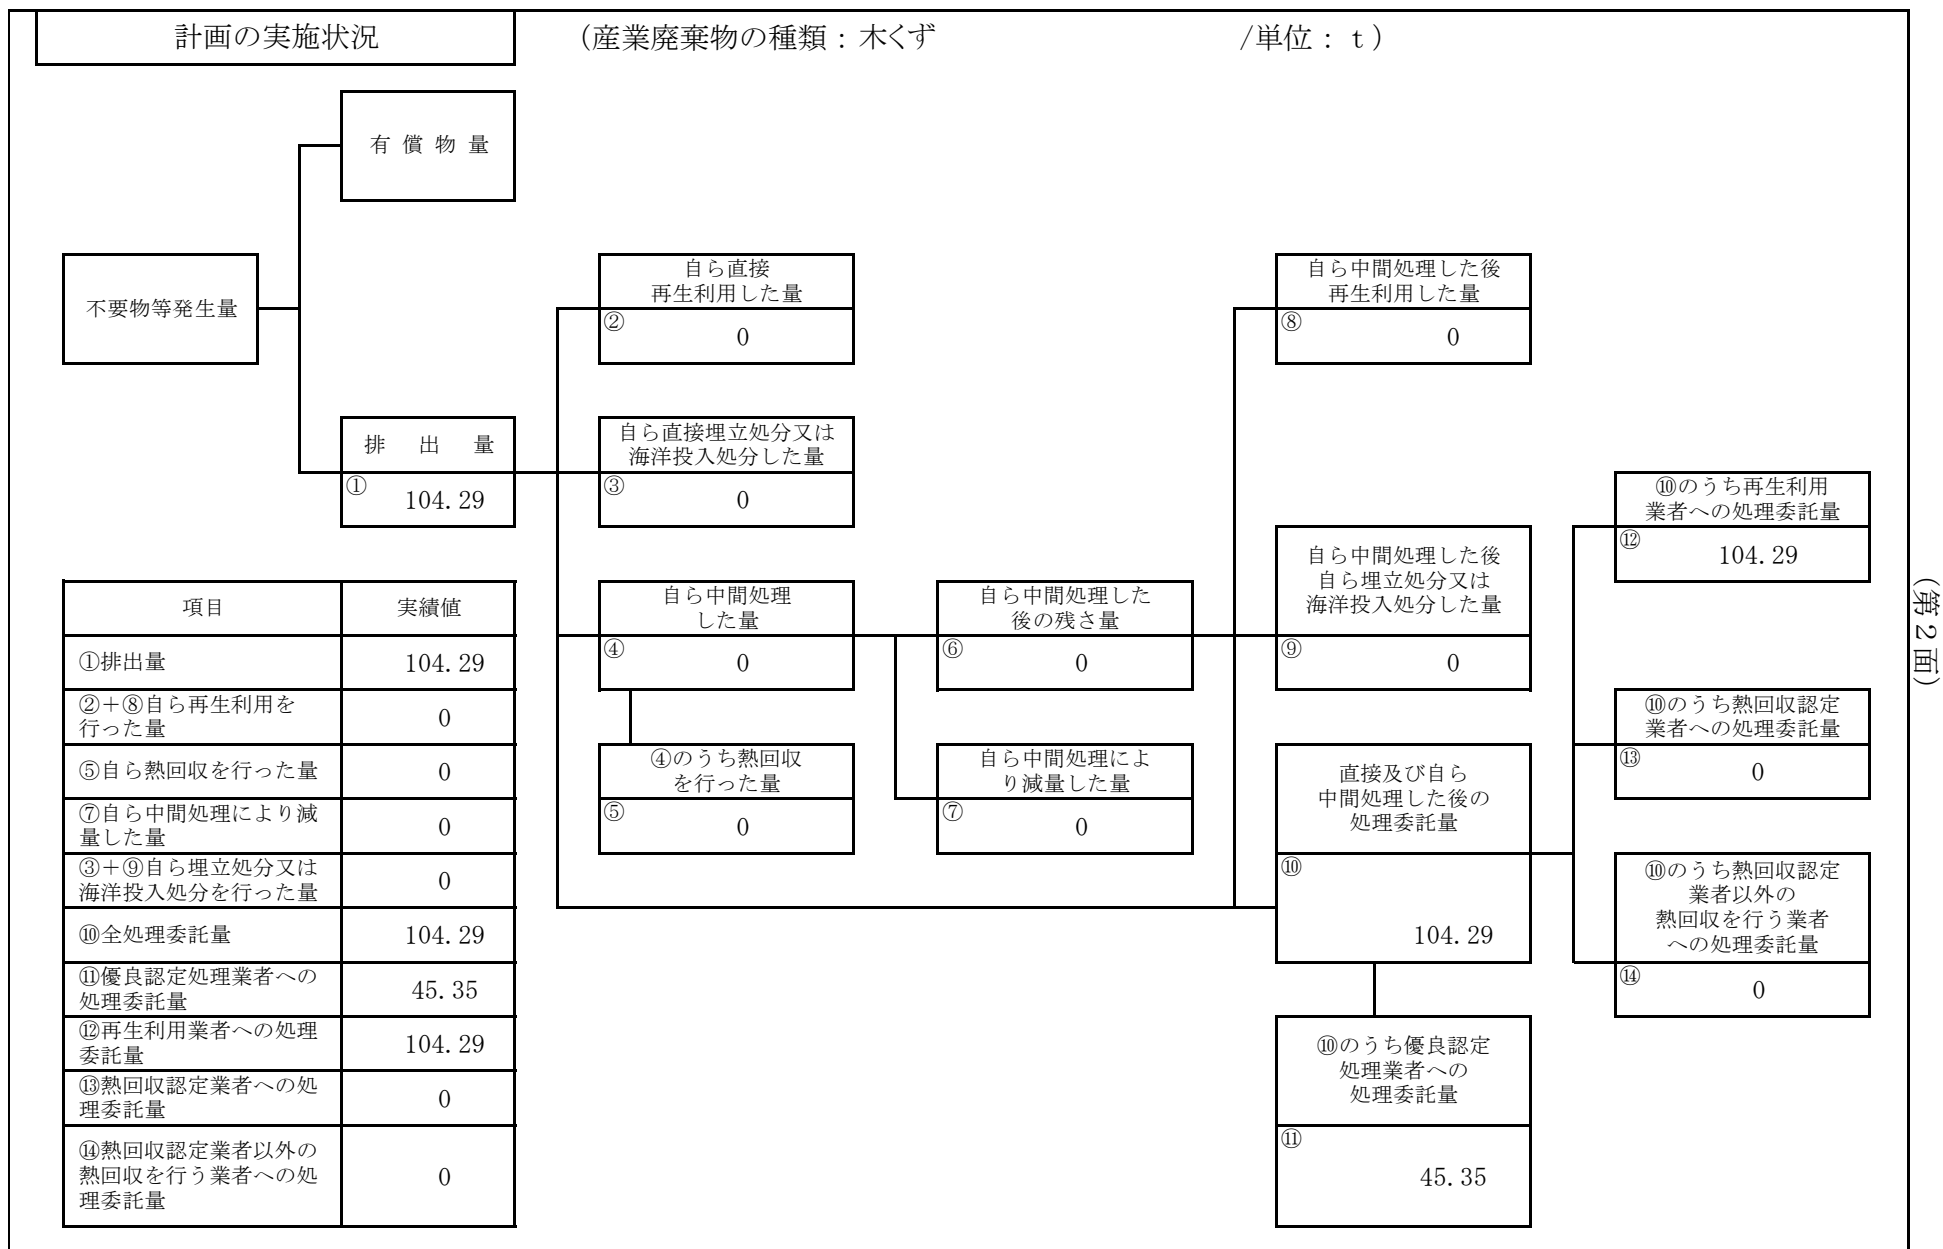 計画の実施状況
（産業廃棄物の種類：木くず　/単位：ｔ）
有 償 物 量
不要物等発生量
排 出 量
①
104.29
自ら直接
再生利用した量
②
0
自ら直接埋立処分又は
海洋投入処分した量
③
0
自ら中間処理
した量
④
0
④のうち熱回収
を行った量
⑤
0
自ら中間処理した
後の残さ量
⑥
0
自ら中間処理によ
り減量した量
⑦
0
自ら中間処理した後
再生利用した量
⑧
0
自ら中間処理した後
自ら埋立処分又は
海洋投入処分した量
⑨
0
直接及び自ら
中間処理した後の
処理委託量
⑩
104.29
⑩のうち優良認定
処理業者への
処理委託量
⑪
45.35
⑩のうち再生利用
業者への処理委託量
⑫
104.29
⑩のうち熱回収認定
業者への処理委託量
⑬
0
⑩のうち熱回収認定
業者以外の
熱回収を行う業者
への処理委託量
⑭
0
項目 実績値
①排出量 104.29
②＋⑧自ら再生利用を
行った量 0
⑤自ら熱回収を行った量 0
⑦自ら中間処理により減
量した量 0
③＋⑨自ら埋立処分又は
海洋投入処分を行った量 0
⑩全処理委託量 104.29
⑪優良認定処理業者への
処理委託量 45.35
⑫再生利用業者への処理
委託量 104.29
⑬熱回収認定業者への処
理委託量 0
⑭熱回収認定業者以外の
熱回収を行う業者への処
理委託量 0
（第２面）